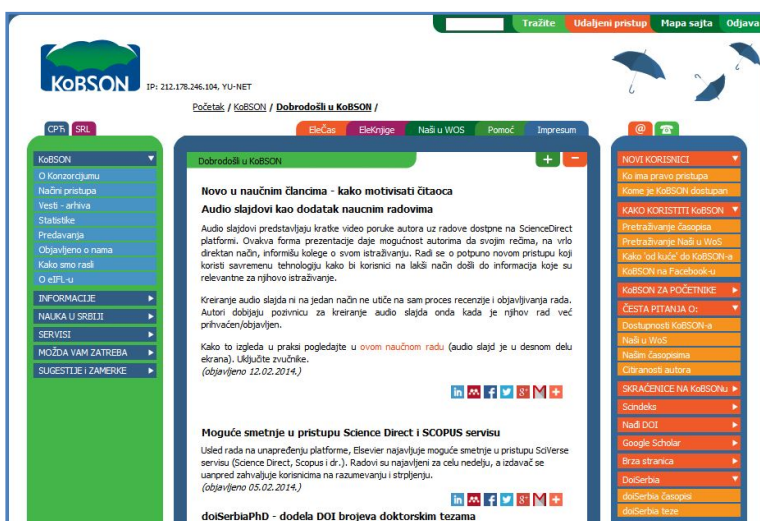 Tražite Udaljeni pristup Mapa sajta Odjava
KoBSON
IP: 212.178.246.104, YU-NET
Početak / KoBSON / Dobrodošli u KoBSON /
СРЋ SRL
EleČas EleKnjige Naši u WOS Pomoć Impresum
@
KoBSON
O Konzorcijumu
Načini pristupa
Vesti - arhiva
Statistike
Predavanja
Objavljeno o nama
Kako smo rasli
O eIFL-u
INFORMACIJE
NAUKA U SRBIJI
SERVISI
MOŽDA VAM ZATREBA
SUGESTIJE i ZAMERKE
Dobrodošli u KoBSON
+ −
Novo u naučnim člancima - kako motivisati čitaoca
Audio slajdovi kao dodatak naucnim radovima
Audio slajdovi predstavljaju kratke video poruke autora uz radove dostpne na ScienceDirect
platformi. Ovakva forma prezentacije daje mogućnost autorima da svojim rečima, na vrlo
direktan način, informišu kolege o svom istraživanju. Radi se o potpuno novom pristupu koji
koristi savremenu tehnologiju kako bi korisnici na lakši način došli do informacija koje su
relevantne za njihovo istraživanje.
Kreiranje audio slajda ni na jedan način ne utiče na sam proces recenzije i objavljivanja rada.
Autori dobijaju pozivnicu za kreiranje audio slajda onda kada je njihov rad već
prihvaćen/objavljen.
Kako to izgleda u praksi pogledajte u ovom naučnom radu (audio slajd je u desnom delu
ekrana). Uključite zvučnike.
(objavljeno 12.02.2014.)
Moguće smetnje u pristupu Science Direct i SCOPUS servisu
Usled rada na unapređenju platforme, Elsevier najavljuje moguće smetnje u pristupu SciVerse
servisu (Science Direct, Scopus i dr.). Radovi su najavljeni za celu nedelju, a izdavač se
uanpred zahvaljuje korisnicima na razumevanju i strpljenju.
(objavljeno 05.02.2014.)
doiSerbiaPhD - dodela DOI brojeva doktorskim tezama
NOVI KORISNICI
Ko ima pravo pristupa
Kome je KoBSON dostupan
KAKO KORISTITI KoBSON
Pretraživanje časopisa
Pretraživanje Naši u WoS
Kako 'od kuće' do KoBSON-a
KoBSON na Facebook-u
KoBSON ZA POČETNIKE
ČESTA PITANJA O:
Dostupnosti KoBSON-a
Naši u WoS
Našim časopisima
Citiranosti autora
SKRAĆENICE NA KoBSONu
Scindeks
Nađi DOI
Google Scholar
Brza stranica
DoiSerbia
doiSerbia časopisi
doiSerbia teze